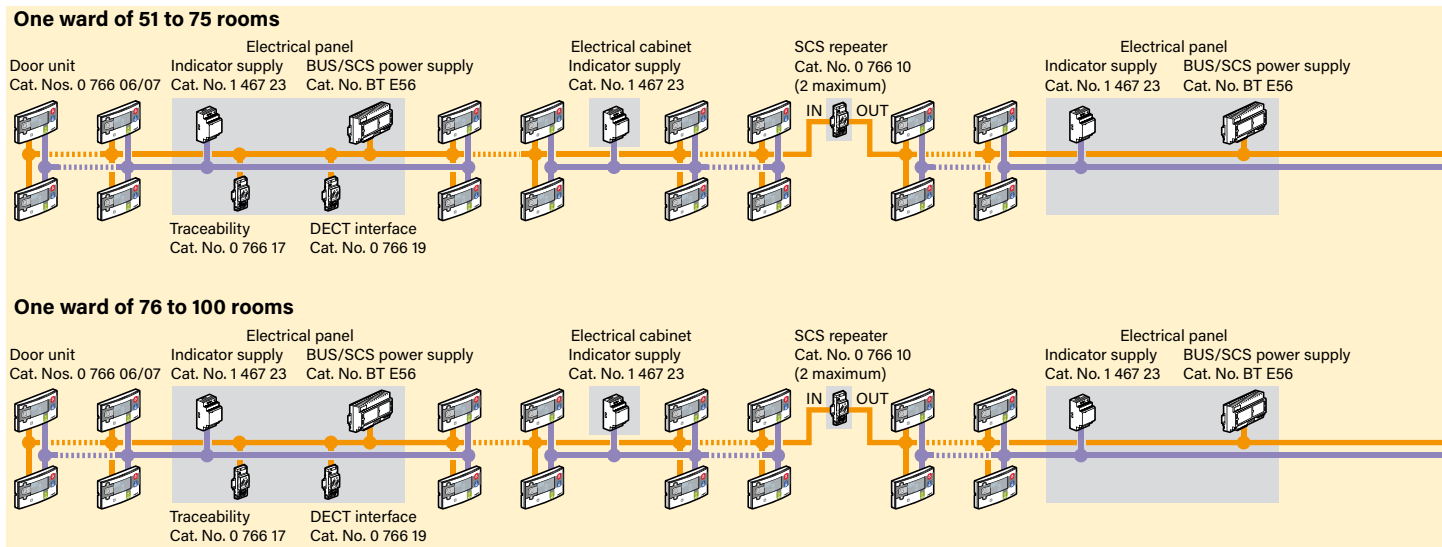 One ward of 51 to 75 rooms
Electrical panel
Electrical cabinet
SCS repeater
Electrical panel
Door unit
Indicator supply
BUS/SCS power supply
Indicator supply
Cat. No. 0 766 10
Indicator supply
BUS/SCS power supply
Cat. Nos. 0 766 06/07
Cat. No. 1 467 23
Cat. No. BT E56
Cat. No. 1 467 23
(2 maximum)
Cat. No. 1 467 23
Cat. No. BT E56
IN
OUT
Traceability
DECT interface
Cat. No. 0 766 17
Cat. No. 0 766 19
One ward of 76 to 100 rooms
Electrical panel
Electrical cabinet
SCS repeater
Electrical panel
Door unit
Indicator supply
BUS/SCS power supply
Indicator supply
Cat. No. 0 766 10
Indicator supply
BUS/SCS power supply
Cat. Nos. 0 766 06/07
Cat. No. 1 467 23
Cat. No. BT E56
Cat. No. 1 467 23
(2 maximum)
Cat. No. 1 467 23
Cat. No. BT E56
IN
OUT
Traceability
DECT interface
Cat. No. 0 766 17
Cat. No. 0 766 19